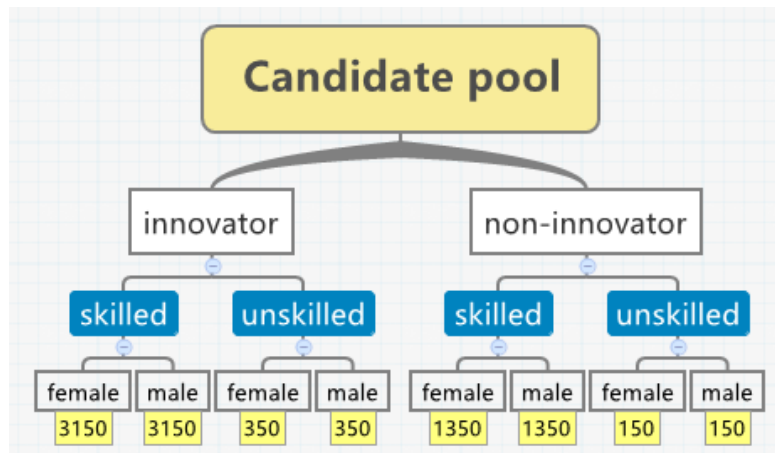 Candidate pool
innovator non-innovator
skilled unskilled skilled unskilled
female male female male female male female male
3150 3150 350 350 1350 1350 150 150